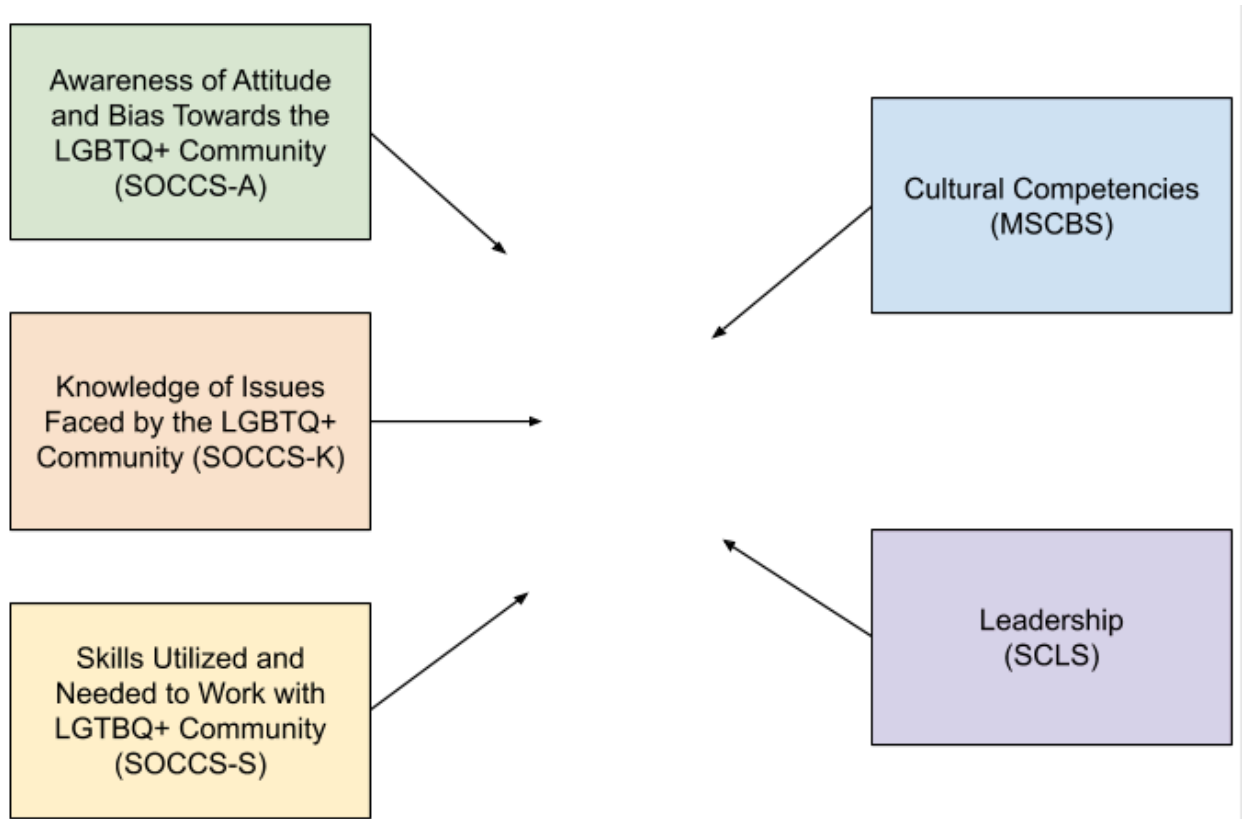 Awareness of Attitude
and Bias Towards the
LGBTQ+ Community
(SOCCS-A)
Knowledge of Issues
Faced by the LGBTQ+
Community (SOCCS-K)
Skills Utilized and
Needed to Work with
LGTBQ+ Community
(SOCCS-S)
Cultural Competencies
(MSCBS)
Leadership
(SCLS)